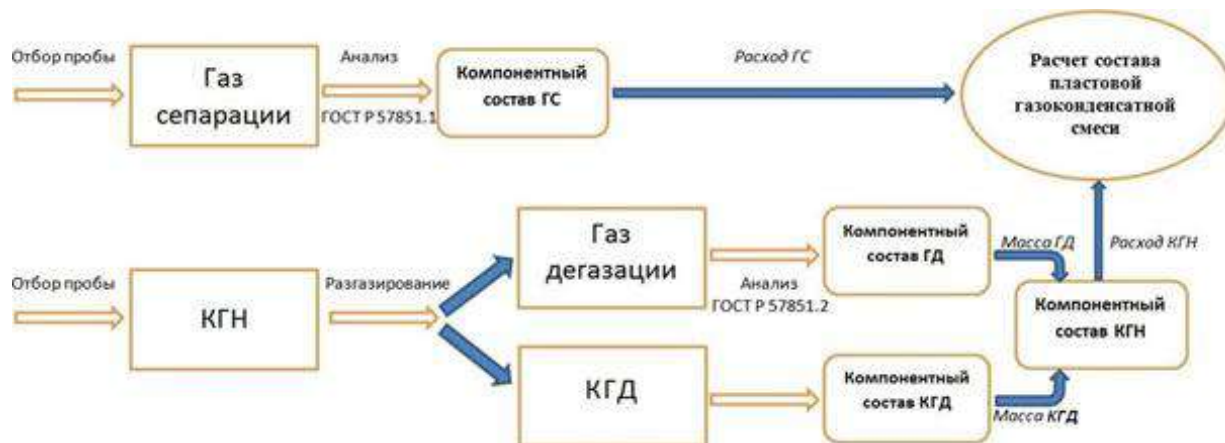 Отбор пробы
Газ
сепарации
Анализ
ГОСТ Р 57851.1
Компонентный
состав ГС
Расход ГС
Расчет состава
пластовой
газоконденсатной
смеси
Отбор пробы
КГН
Разгазирование
Газ
дегазации
Анализ
ГОСТ Р 57851.2
Компонентный
состав ГД
Масса ГД
Расход КГН
Компонентный
состав КГН
КГД
Компонентный
состав КГД
Масса КГД